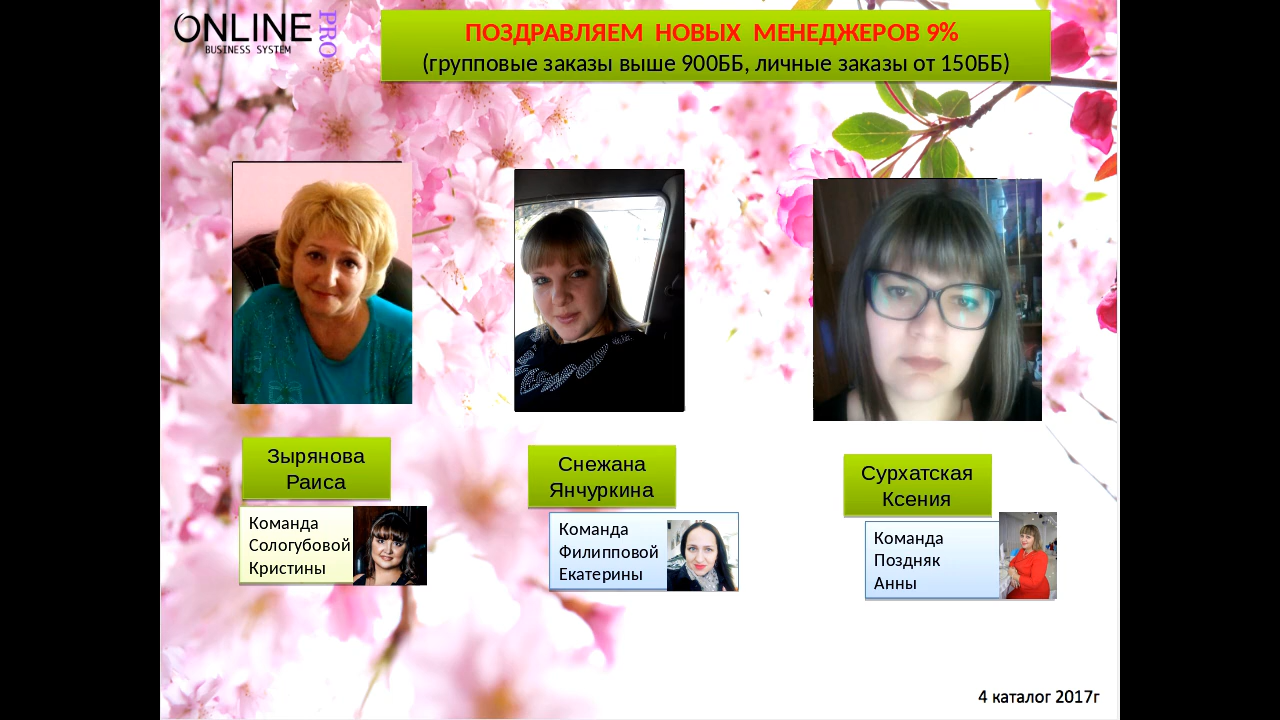 ONLINE PRO
BUSINESS SYSTEM
ПОЗДРАВЛЯЕМ НОВЫХ МЕНЕДЖЕРОВ 9%
(групповые заказы выше 900ББ, личные заказы от 150ББ)
Зырянова
Раиса
Команда
Сологубовой
Кристины
Снежана
Янчуркина
Команда
Филипповой
Екатерины
Сурхатская
Ксения
Команда
Поздняк
Анны
4 каталог 2017г